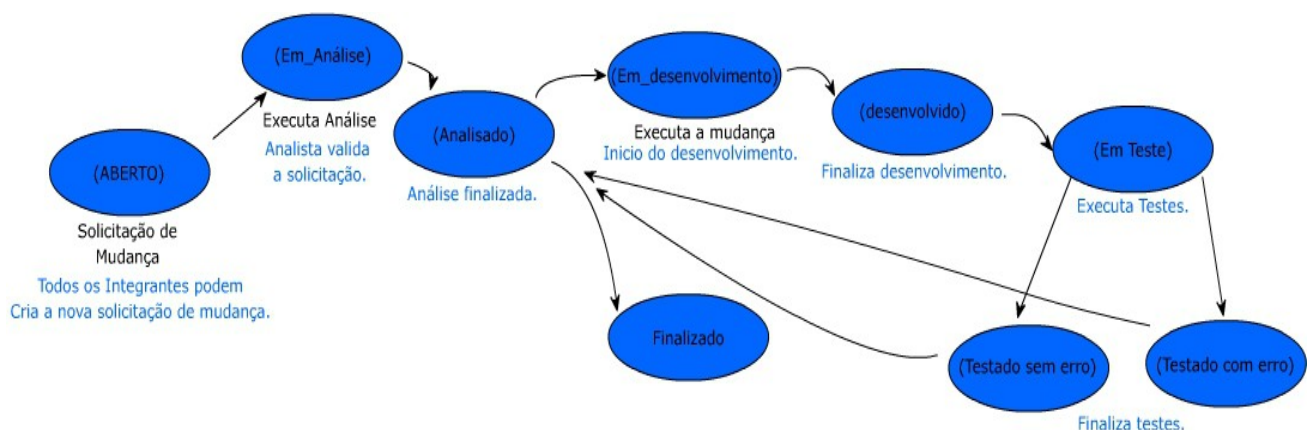 (ABERTO)
Solicitação de
Mudança
Todos os Integrantes podem
Cria a nova solicitação de mudança.
(Em_Análise)
Executa Análise
Analista valida
a solicitação.
(Analisado)
Análise finalizada.
(Em_desenvolvimento)
Executa a mudança
Inicio do desenvolvimento.
(desenvolvido)
Finaliza desenvolvimento.
(Em Teste)
Executa Testes.
Finalizado
(Testado sem erro)
(Testado com erro)
Finaliza testes.